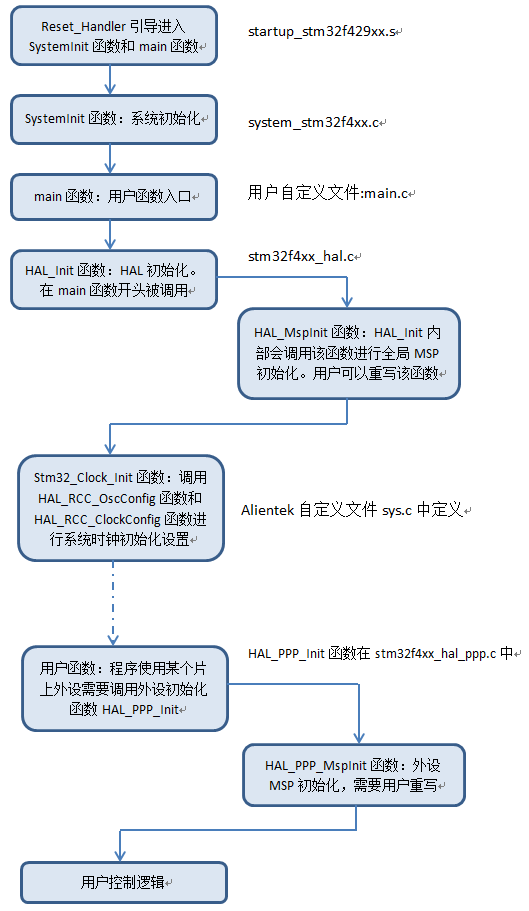 Reset_Handler 引导进入
SystemInit 函数和 main 函数
startup_stm32f429xx.s
SystemInit 函数：系统初始化
system_stm32f4xx.c
main 函数：用户函数入口
用户自定义文件:main.c
HAL_Init 函数：HAL 初始化。
在 main 函数开头被调用
stm32f4xx_hal.c
HAL_MspInit 函数：HAL_Init 内
部会调用该函数进行全局 MSP
初始化。用户可以重写该函数
Stm32_Clock_Init 函数：调用
HAL_RCC_OscConfig 函数和
HAL_RCC_ClockConfig 函数进
行系统时钟初始化设置
Alientek 自定义文件 sys.c 中定义
HAL_PPP_Init 函数在 stm32f4xx_hal_ppp.c 中
用户函数：程序使用某个片
上外设需要调用外设初始化
函数 HAL_PPP_Init
HAL_PPP_MspInit 函数：外设
MSP 初始化，需要用户重写
用户控制逻辑